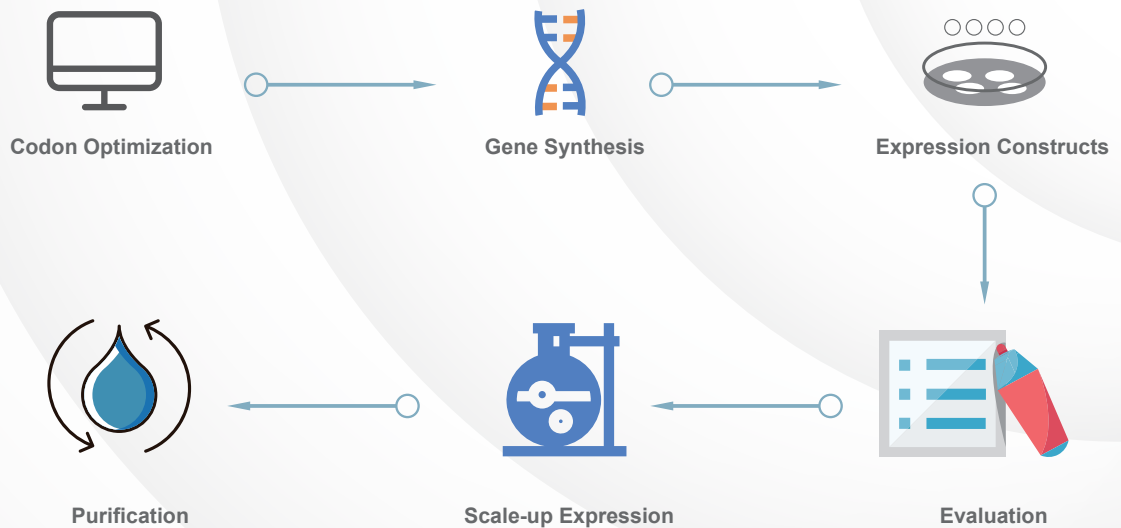 Codon Optimization
Gene Synthesis
Expression Constructs
Purification
Scale-up Expression
Evaluation